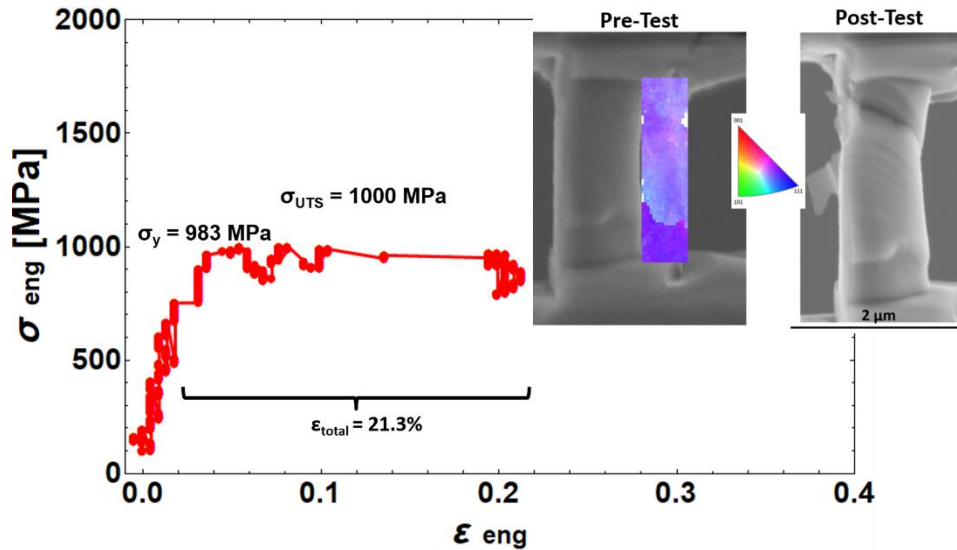 Pre-Test
Post-Test
2000
1500
1000
500
0
σ eng [MPa]
σUTS = 1000 MPa
σy = 983 MPa
εtotal = 21.3%
001
101
111
2 µm
0.0 0.1 0.2 0.3 0.4
ε eng